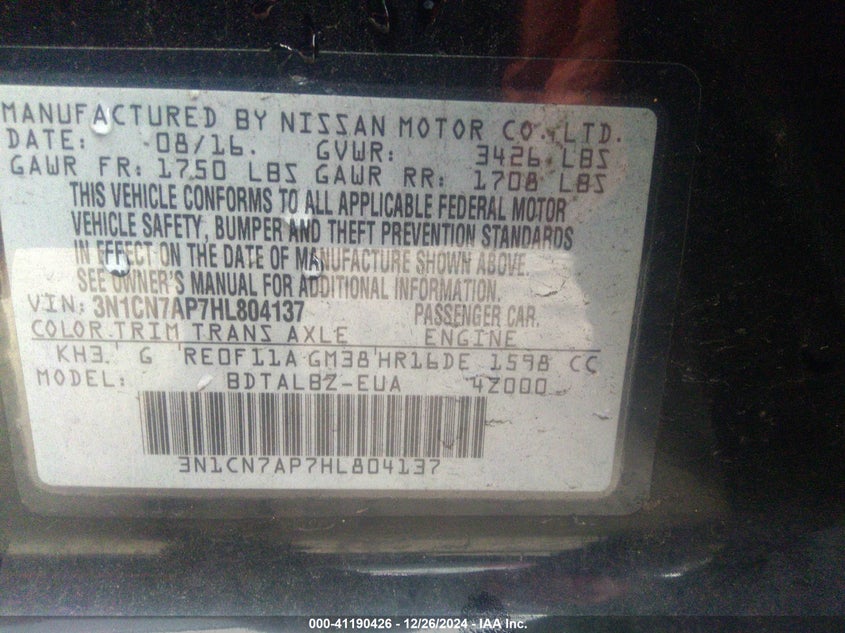 MANUFACTURED BY NISSAN MOTOR CO. LTD.
DATE: 08/16. GVWR: 3426 LBS
GAWR FR: 1750 LBS GAWR RR: 1708 LBS
THIS VEHICLE CONFORMS TO ALL APPLICABLE FEDERAL MOTOR
VEHICLE SAFETY, BUMPER AND THEFT PREVENTION STANDARDS
IN EFFECT ON THE DATE OF MANUFACTURE SHOWN ABOVE.
SEE OWNER'S MANUAL FOR ADDITIONAL INFORMATION.
VIN: 3N1CN7AP7HL804137 PASSENGER CAR.
COLOR TRIM TRANS AXLE ENGINE
KH3 G RE0F11A GM38 HR16DE 1598 CC
MODEL: BDTALBZ-EUA 4Z000
3N1CN7AP7HL804137
000-41190426 - 12/26/2024 - IAA Inc.